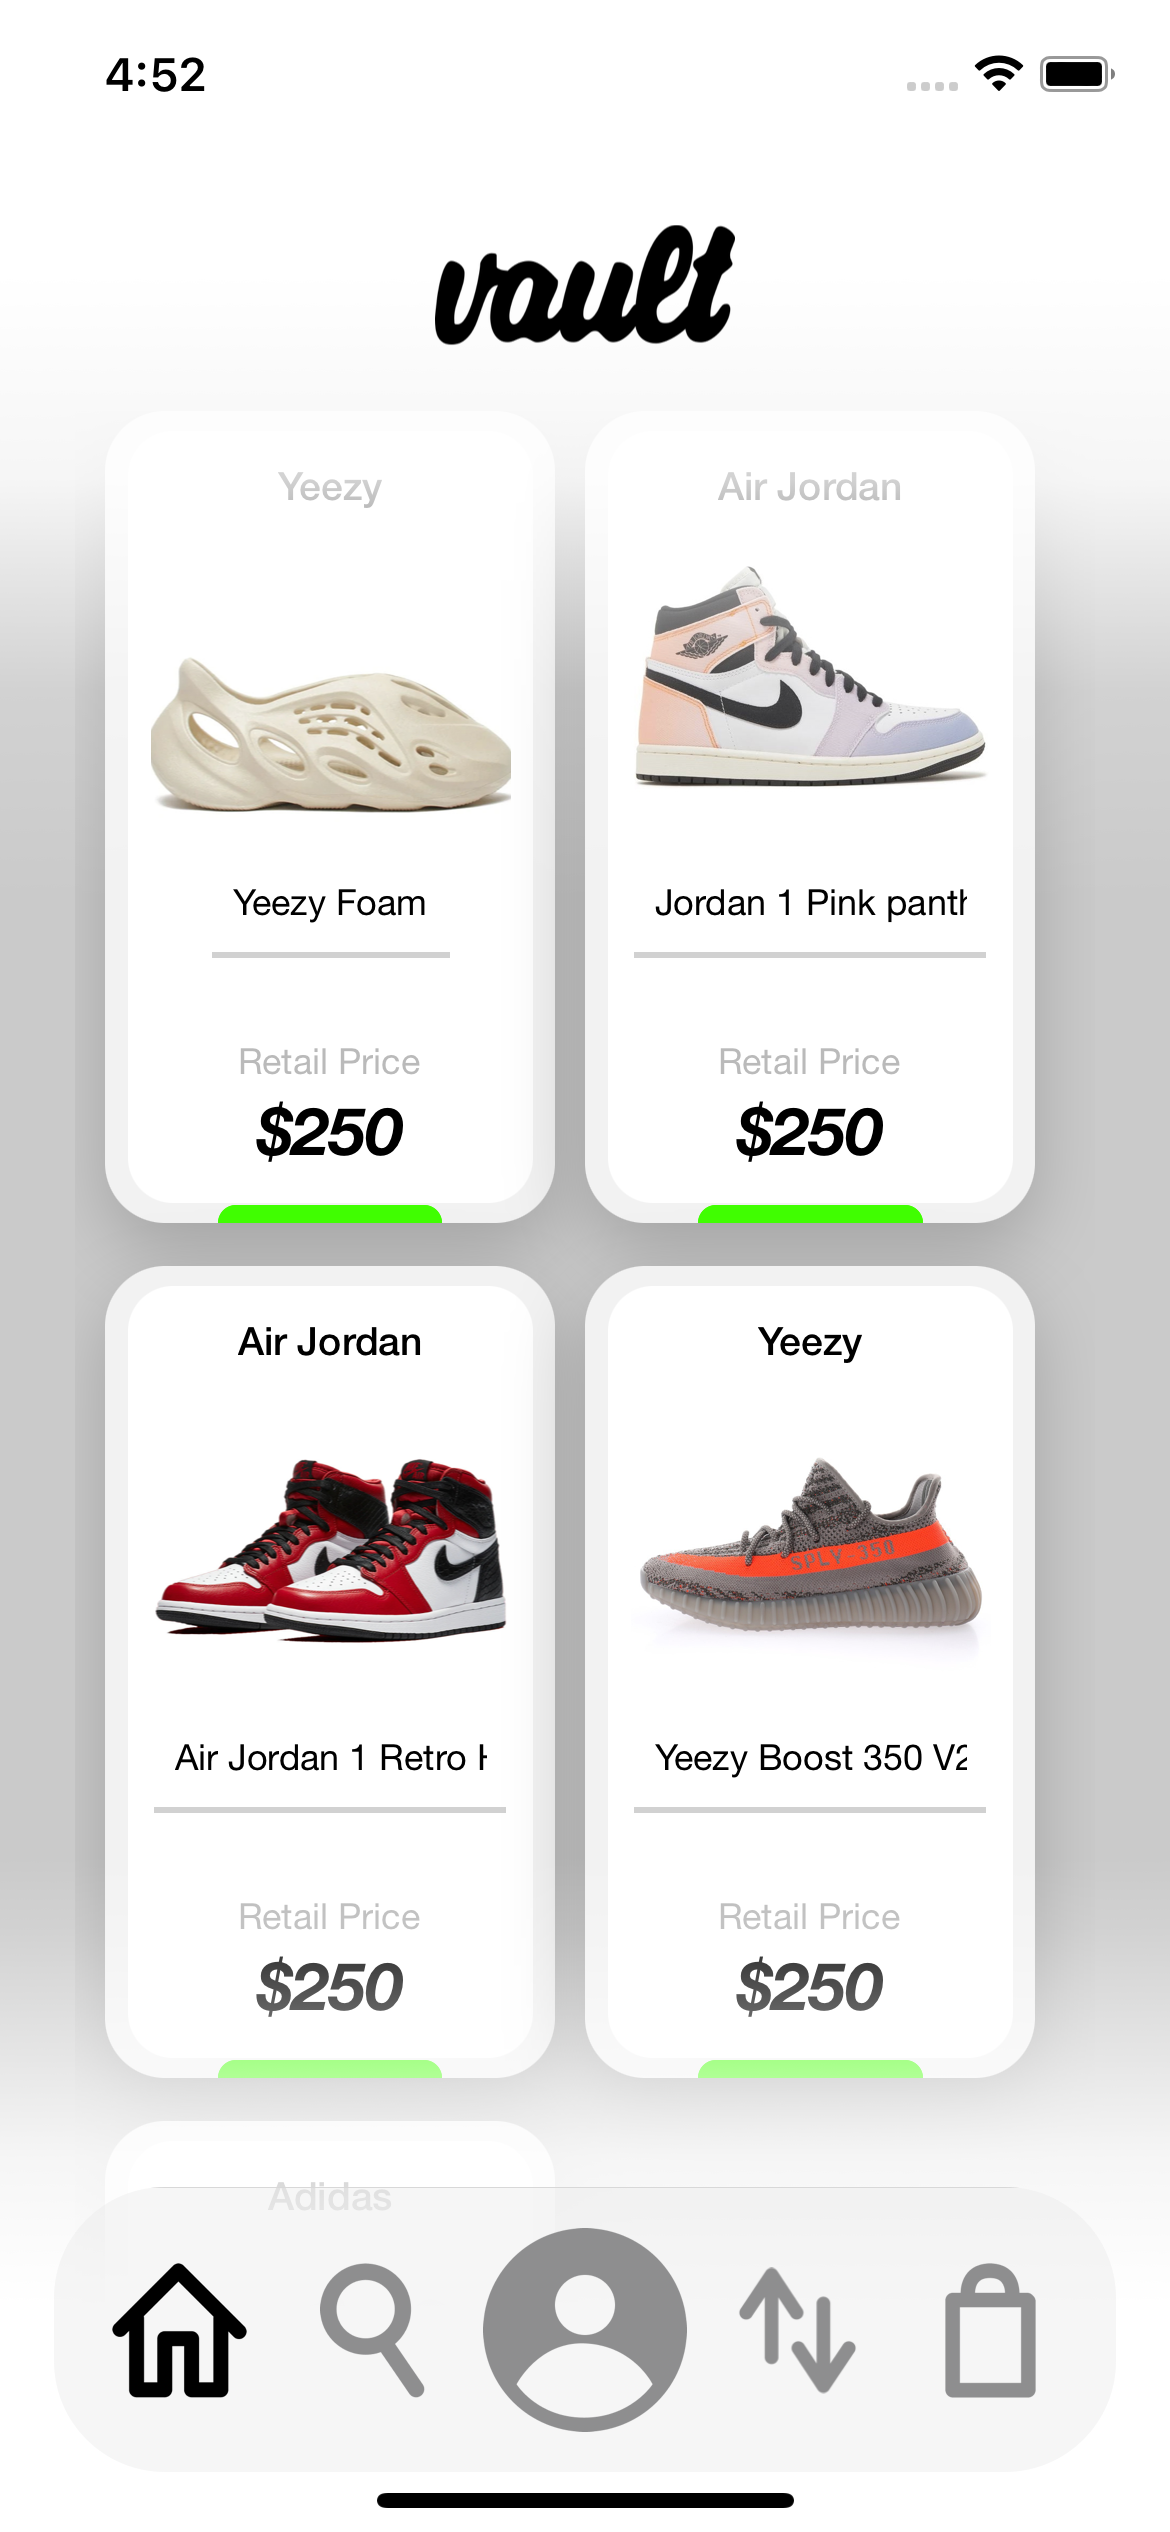 4:52
vault
Yeezy
Air Jordan
Yeezy Foam
Jordan 1 Pink panth
Retail Price
Retail Price
$250
$250
Air Jordan
Yeezy
SPLY-350
Air Jordan 1 Retro H
Yeezy Boost 350 V2
Retail Price
Retail Price
$250
$250
Adidas